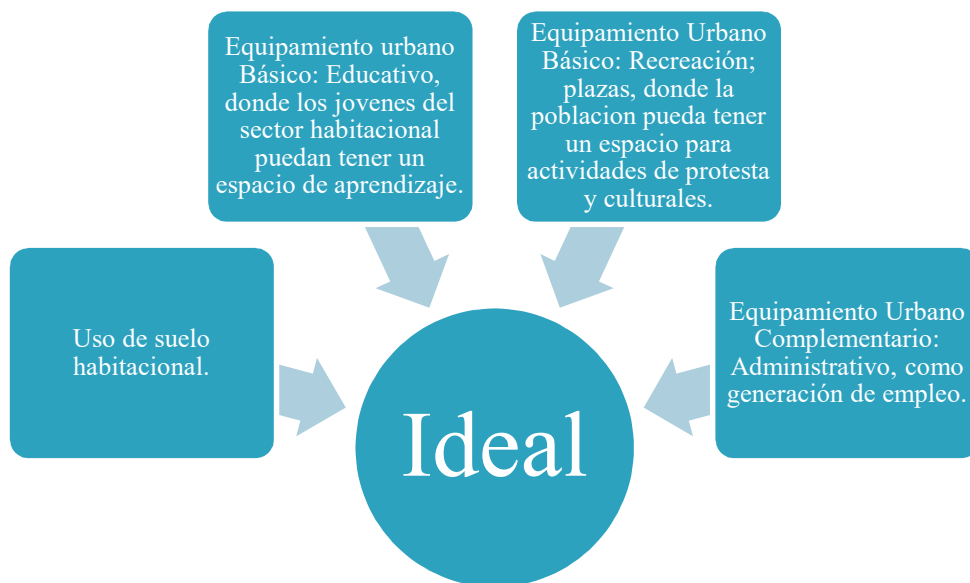 Equipamiento urbano
Básico: Educativo,
donde los jovenes del
sector habitacional
puedan tener un
espacio de aprendizaje.
Equipamiento Urbano
Básico: Recreación;
plazas, donde la
poblacion pueda tener
un espacio para
actividades de protesta
y culturales.
Uso de suelo
habitacional.
Equipamiento Urbano
Complementario:
Administrativo, como
generación de empleo.
Ideal